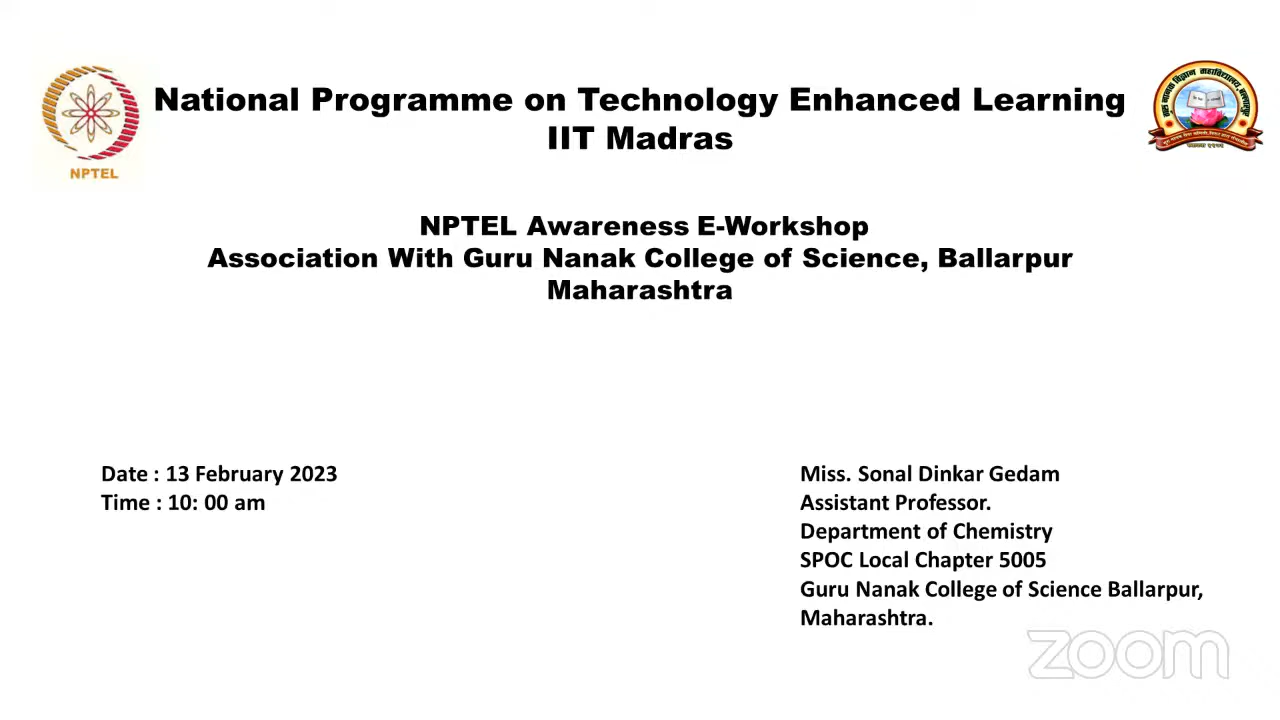 National Programme on Technology Enhanced Learning
IIT Madras
NPTEL
NPTEL Awareness E-Workshop
Association With Guru Nanak College of Science, Ballarpur
Maharashtra
Date : 13 February 2023
Time : 10: 00 am
Miss. Sonal Dinkar Gedam
Assistant Professor.
Department of Chemistry
SPOC Local Chapter 5005
Guru Nanak College of Science Ballarpur,
Maharashtra.
zoom